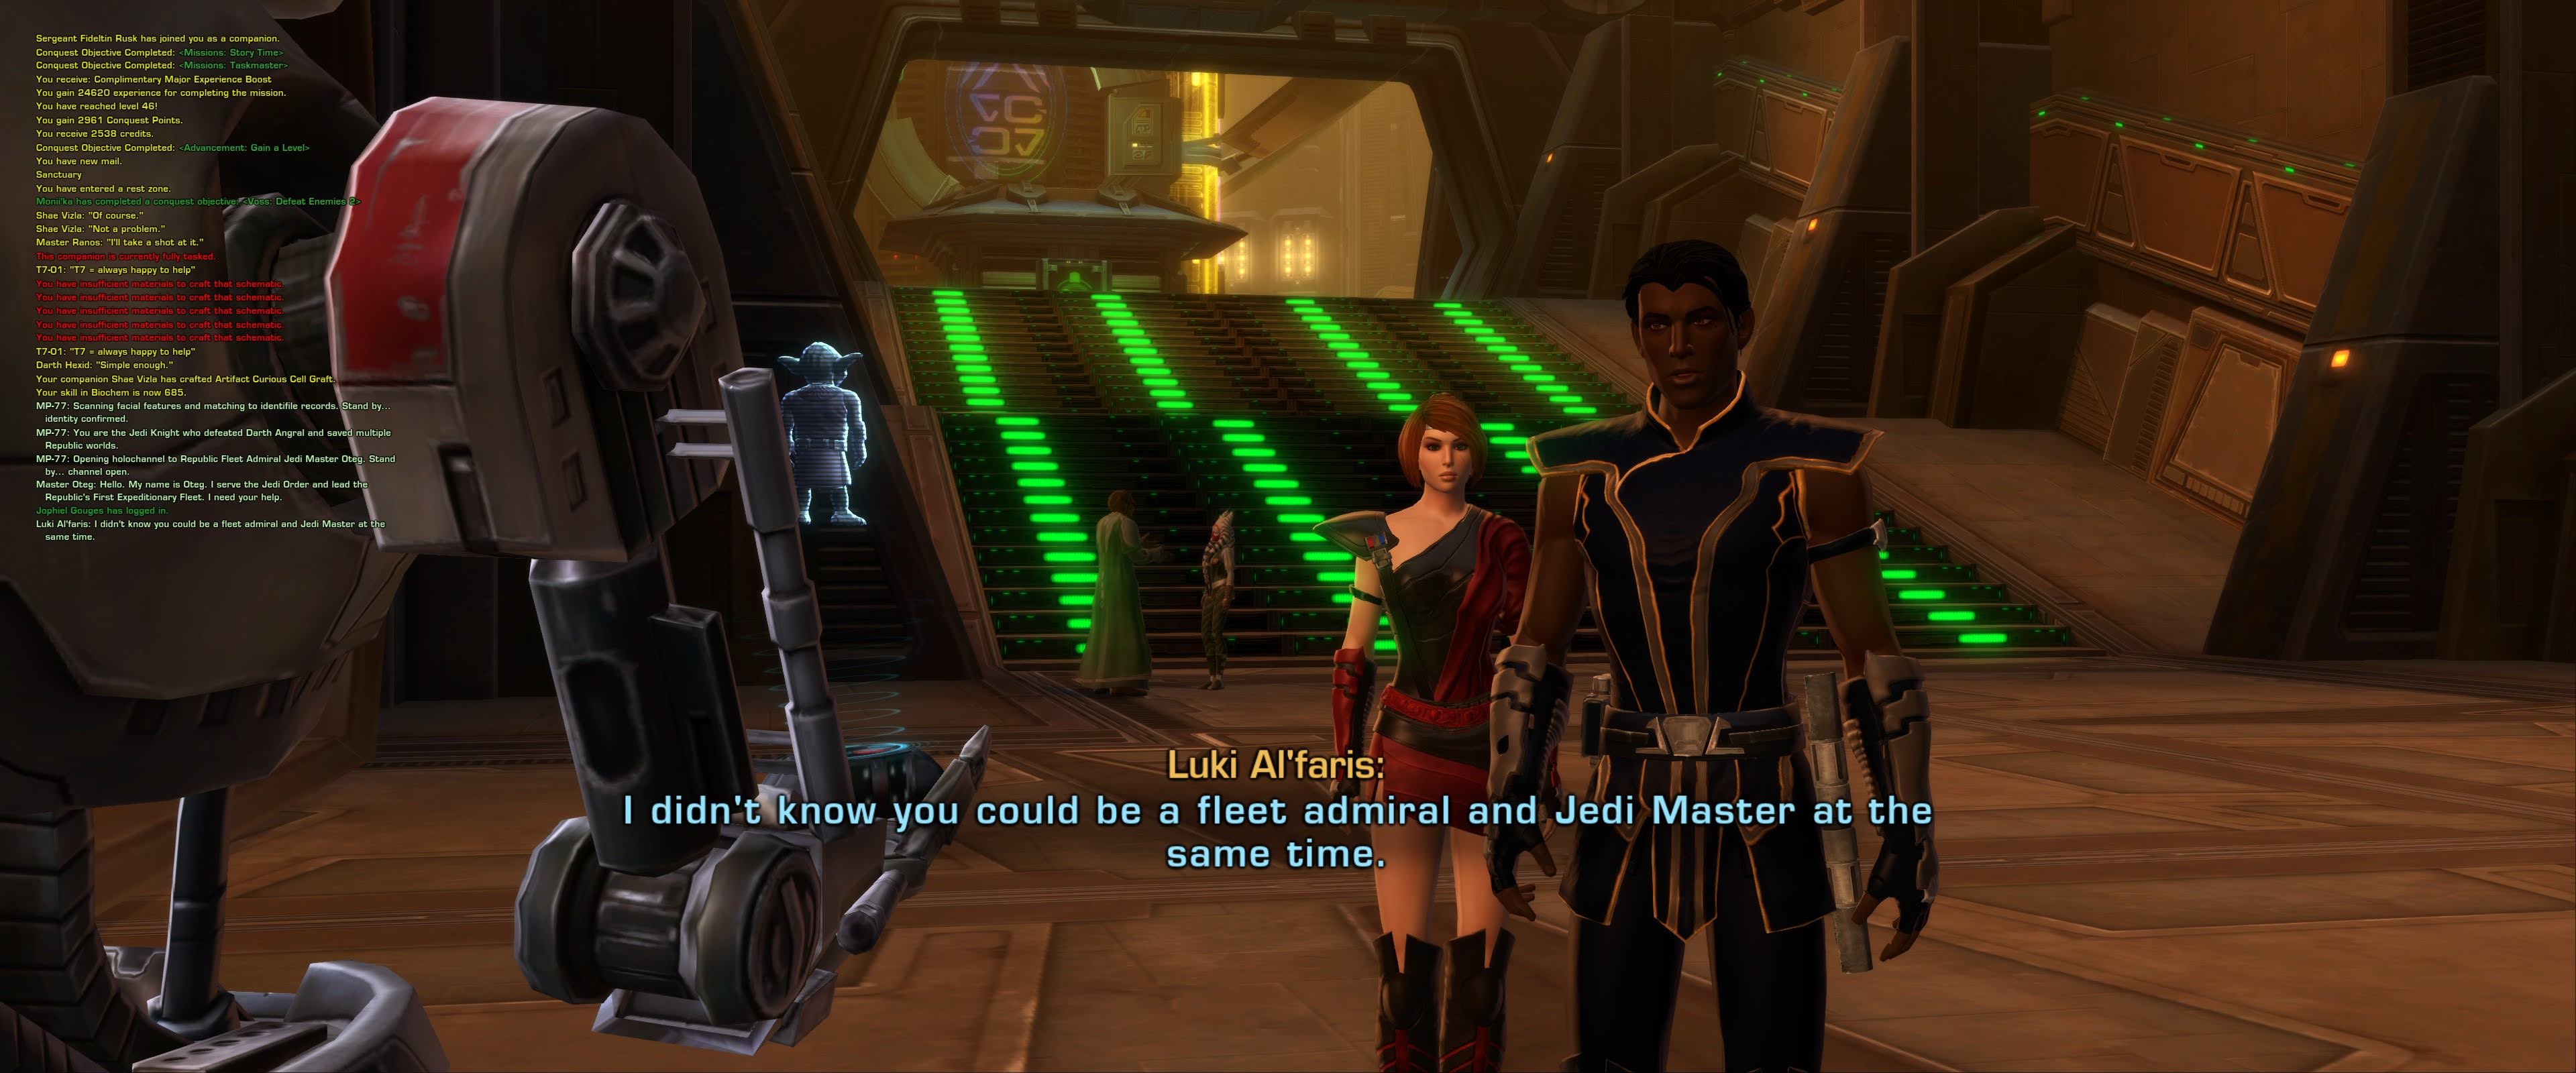 Sergeant Fideltin Rusk has joined you as a companion.
Conquest Objective Completed: <Missions: Story Time>
Conquest Objective Completed: <Missions: Taskmaster>
You receive: Complimentary Major Experience Boost
You gain 24620 experience for completing the mission.
You have reached level 46!
You gain 2961 Conquest Points.
You receive 2538 credits.
Conquest Objective Completed: <Advancement: Gain a Level>
You have new mail.
Sanctuary
You have entered a rest zone.
Monii'ka has completed a conquest objective: <Voss: Defeat Enemies 2>
Shae Vizla: "Of course."
Shae Vizla: "Not a problem."
Master Ranos: "I'll take a shot at it."
This companion is currently fully tasked.
T7-01: "T7 = always happy to help"
You have insufficient materials to craft that schematic.
You have insufficient materials to craft that schematic.
You have insufficient materials to craft that schematic.
You have insufficient materials to craft that schematic.
You have insufficient materials to craft that schematic.
T7-01: "T7 = always happy to help"
Darth Hexid: "Simple enough."
Your companion Shae Vizla has crafted Artifact Curious Cell Graft.
Your skill in Biochem is now 685.
MP-77: Scanning facial features and matching to identifile records. Stand by...
identity confirmed.
MP-77: You are the Jedi Knight who defeated Darth Angral and saved multiple
Republic worlds.
MP-77: Opening holochannel to Republic Fleet Admiral Jedi Master Oteg. Stand
by... channel open.
Master Oteg: Hello. My name is Oteg. I serve the Jedi Order and lead the
Republic's First Expeditionary Fleet. I need your help.
Jophiel Gouges has logged in.
Luki Al'faris: I didn't know you could be a fleet admiral and Jedi Master at the
same time.
Luki Al'faris:
I didn't know you could be a fleet admiral and Jedi Master at the
same time.